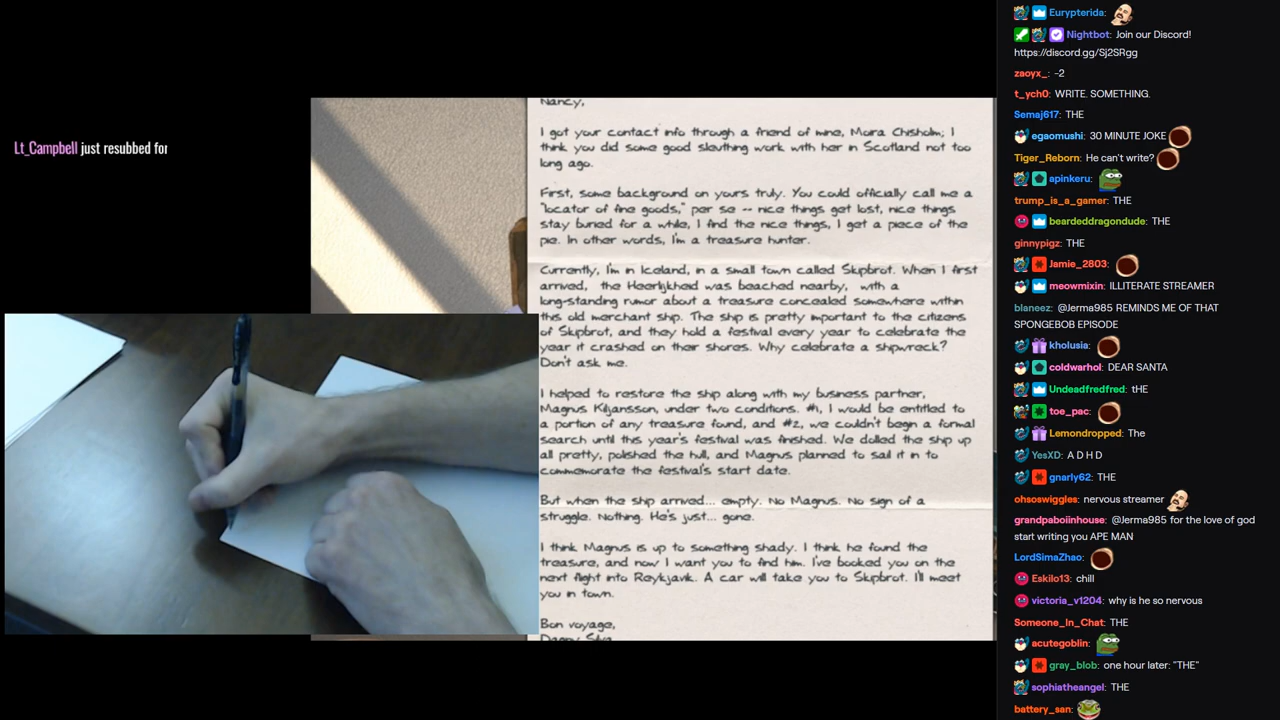 Lt_Campbell just resubbed for
Nancy,
I got your contact info through a friend of mine, Moira Chisholm; I
think you did some good sleuthing work with her in Scotland not too
long ago.
First, some background on yours truly. You could officially call me a
"locator of fine goods," per se -- nice things get lost, nice things
stay buried for a while, I find the nice things, I get a piece of the
pie. In other words, I'm a treasure hunter.
Currently, I'm in Iceland, in a small town called Skipbrot. When I first
arrived, the Heerlijkheid was beached nearby, with a
long-standing rumor about a treasure concealed somewhere within
this old merchant ship. The ship is pretty important to the citizens
of Skipbrot, and they hold a festival every year to celebrate the
year it crashed on their shores. Why celebrate a shipwreck?
Don't ask me.
I helped to restore the ship along with my business partner,
Magnus Kiljansson, under two conditions. #1, I would be entitled to
a portion of any treasure found, and #2, we couldn't begin a formal
search until this year's festival was finished. We dolled the ship up
all pretty, polished the hull, and Magnus planned to sail it in to
commemorate the festival's start date.
But when the ship arrived... empty. No Magnus. No sign of a
struggle. Nothing. He's just... gone.
I think Magnus is up to something shady. I think he found the
treasure, and now I want you to find him. I've booked you on the
next flight into Reykjavik. A car will take you to Skipbrot. I'll meet
you in town.
Bon voyage,
Dagny Silva
Eurypterida:
Nightbot: Join our Discord!
https://discord.gg/Sj2SRgg
zaoyx_: -2
t_ych0: WRITE. SOMETHING.
Semaj617: THE
egaomushi: 30 MINUTE JOKE
Tiger_Reborn: He can't write?
apinkeru:
trump_is_a_gamer: THE
beardeddragondude: THE
ginnypigz: THE
Jamie_2803:
meowmixin: ILLITERATE STREAMER
blaneez: @Jerma985 REMINDS ME OF THAT
SPONGEBOB EPISODE
kholusia:
coldwarhol: DEAR SANTA
Undeadfredfred: tHE
toe_pac:
Lemondropped: The
YesXD: A D H D
gnarly62: THE
ohsoswiggles: nervous streamer
grandpaboiinhouse: @Jerma985 for the love of god
start writing you APE MAN
LordSimaZhao:
Eskilo13: chill
victoria_v1204: why is he so nervous
Someone_In_Chat: THE
acutegoblin:
gray_blob: one hour later: "THE"
sophiatheangel: THE
battery_san: